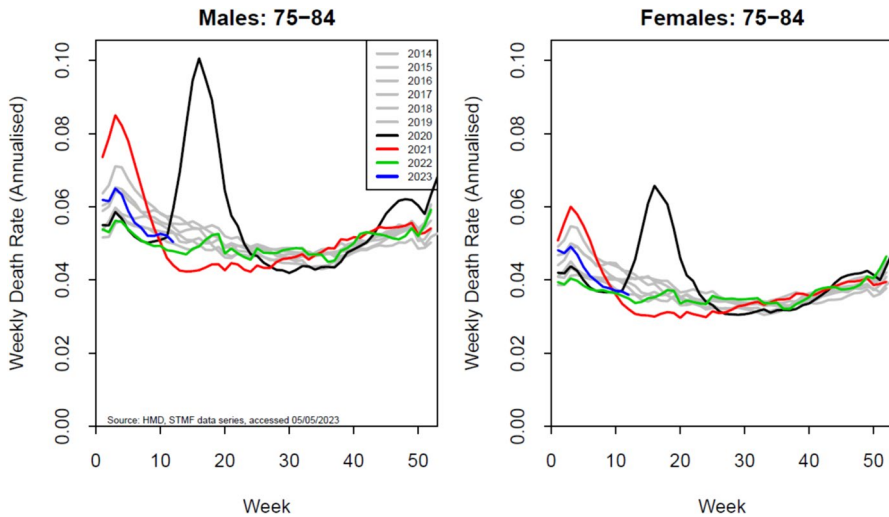 Males: 75−84
Weekly Death Rate (Annualised)
0.10
0.08
0.06
0.04
0.02
0.00
2014
2015
2016
2017
2018
2019
2020
2021
2022
2023
Source: HMD, STMF data series, accessed 05/05/2023
0 10 20 30 40 50
Week
Females: 75−84
Weekly Death Rate (Annualised)
0.10
0.08
0.06
0.04
0.02
0.00
0 10 20 30 40 50
Week